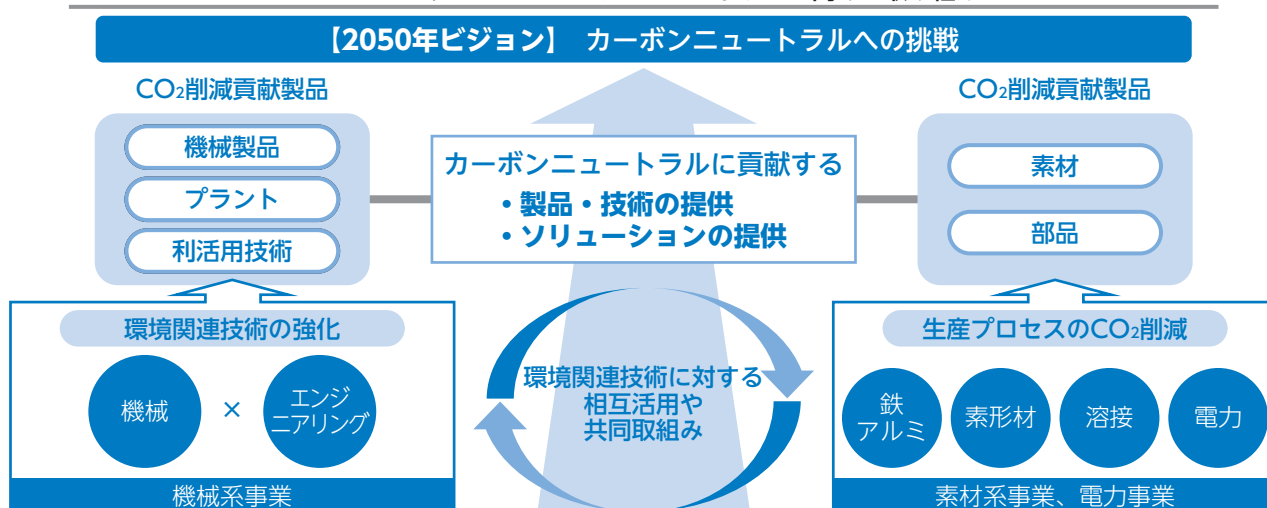 【2050年ビジョン】 カーボンニュートラルへの挑戦
CO₂削減貢献製品
機械製品
プラント
利活用技術
カーボンニュートラルに貢献する
・製品・技術の提供
・ソリューションの提供
CO₂削減貢献製品
素材
部品
環境関連技術の強化
機械
×
エンジ
ニアリング
機械系事業
環境関連技術に対する
相互活用や
共同取組み
生産プロセスのCO₂削減
鉄
アルミ
素形材
溶接
電力
素材系事業、電力事業